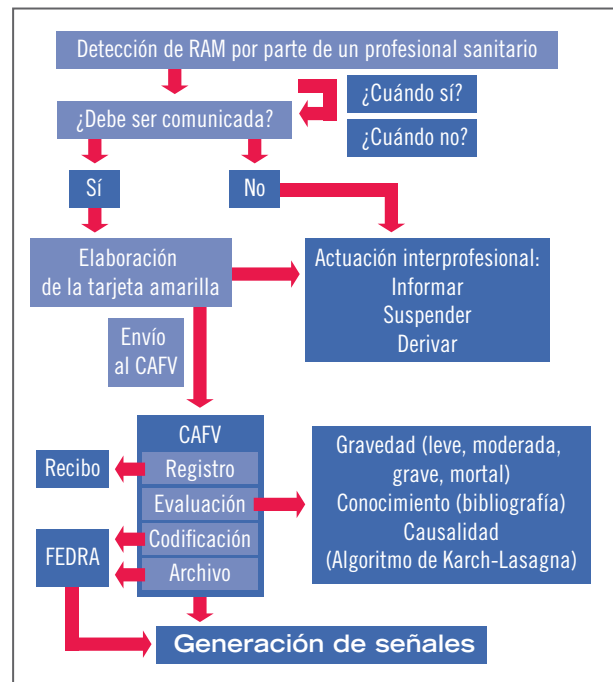 Detección de RAM por parte de un profesional sanitario
¿Debe ser comunicada?
¿Cuándo sí?
¿Cuándo no?
Sí
No
Elaboración
de la tarjeta amarilla
Actuación interprofesional:
Informar
Suspender
Derivar
Envío
al CAFV
CAFV
Registro
Evaluación
Codificación
Archivo
Recibo
FEDRA
Gravedad (leve, moderada,
grave, mortal)
Conocimiento (bibliografía)
Causalidad
(Algoritmo de Karch-Lasagna)
Generación de señales